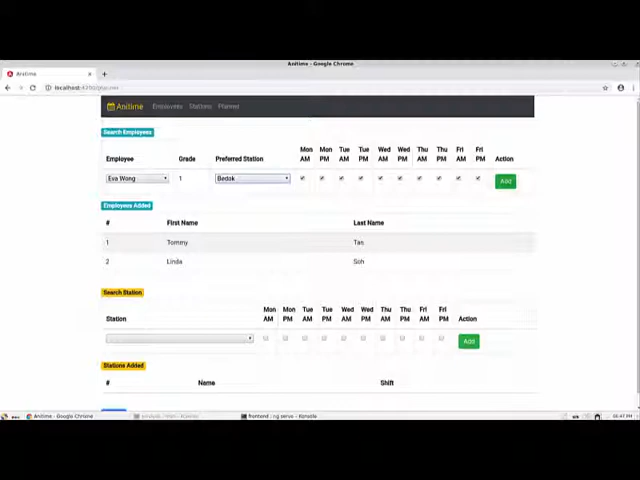 Anitime - Google Chrome
Anitime
Anitime Employees Stations Planner
Search Employees
Employee Grade Preferred Station Mon AM Mon PM Tue AM Tue PM Wed AM Wed PM Thu AM Thu PM Fri AM Fri PM Action
Eva Wong 1 Bedok Add
Employees Added
# First Name Last Name
1 Tommy Tan
2 Linda Soh
Search Station
Station Mon AM Mon PM Tue AM Tue PM Wed AM Wed PM Thu AM Thu PM Fri AM Fri PM Action
Add
Stations Added
# Name Shift
Anitime - Google Chrome frontend : ng serve - Konsole